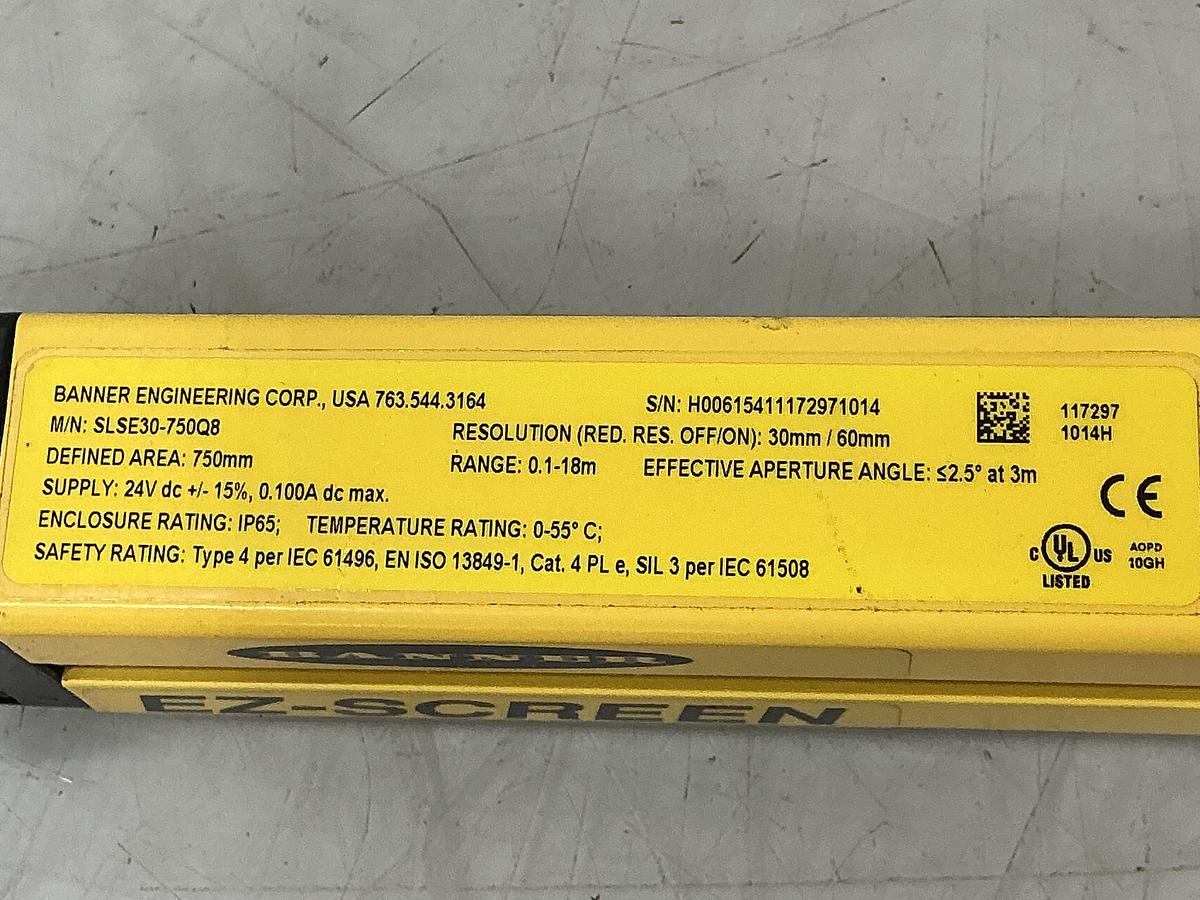 BANNER ENGINEERING CORP., USA 763.544.3164
M/N: SLSE30-750Q8
DEFINED AREA: 750mm
SUPPLY: 24V dc +/- 15%, 0.100A dc max.
ENCLOSURE RATING: IP65; TEMPERATURE RATING: 0-55° C;
SAFETY RATING: Type 4 per IEC 61496, EN ISO 13849-1, Cat. 4 PL e, SIL 3 per IEC 61508
S/N: H00615411172971014
RESOLUTION (RED. RES. OFF/ON): 30mm / 60mm
RANGE: 0.1-18m EFFECTIVE APERTURE ANGLE: ≤2.5° at 3m
117297
1014H
CE
C UL US
LISTED
AOPD
10GH
BANNER
EZ-SCREEN